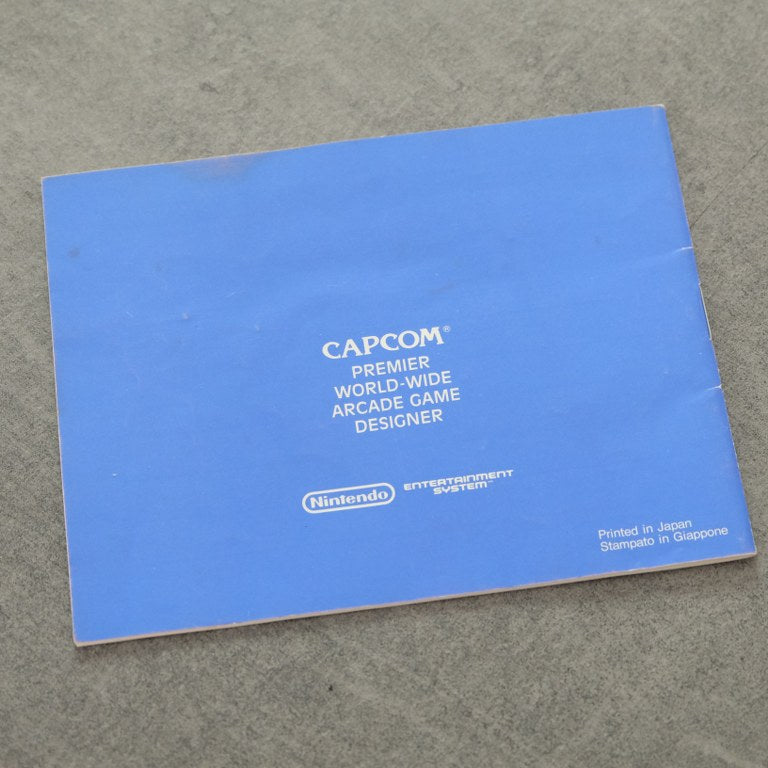 CAPCOM®
PREMIER
WORLD-WIDE
ARCADE GAME
DESIGNER
Nintendo ENTERTAINMENT
SYSTEM™
Printed in Japan
Stampato in Giappone